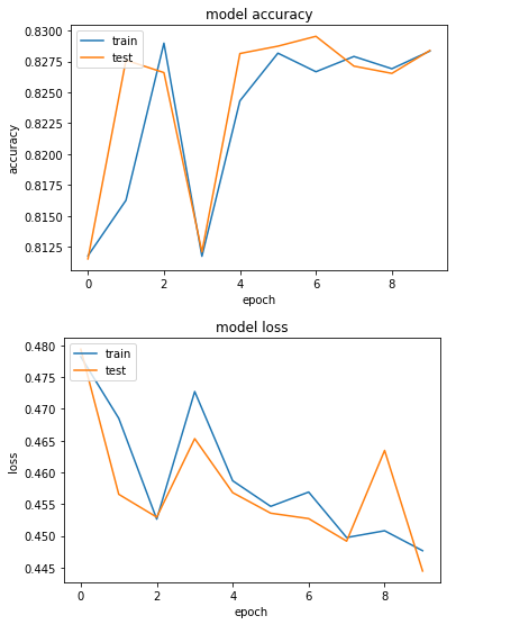 model accuracy
0.8300
train
0.8275
test
0.8250
0.8225
accuracy
0.8200
0.8175
0.8150
0.8125
0 2 4 6 8
epoch
model loss
0.480
train
0.475
test
0.470
0.465
loss
0.460
0.455
0.450
0.445
0 2 4 6 8
epoch